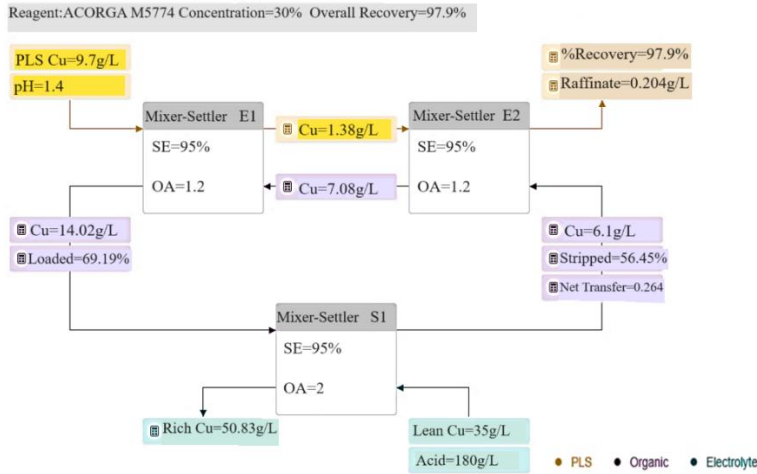 Reagent:ACORGA M5774 Concentration=30% Overall Recovery=97.9%
PLS Cu=9.7g/L
pH=1.4
%Recovery=97.9%
Raffinate=0.204g/L
Mixer-Settler E1
SE=95%
OA=1.2
Cu=1.38g/L
Cu=7.08g/L
Mixer-Settler E2
SE=95%
OA=1.2
Cu=14.02g/L
Loaded=69.19%
Cu=6.1g/L
Stripped=56.45%
Net Transfer=0.264
Mixer-Settler S1
SE=95%
OA=2
Rich Cu=50.83g/L
Lean Cu=35g/L
Acid=180g/L
PLS Organic Electrolyte